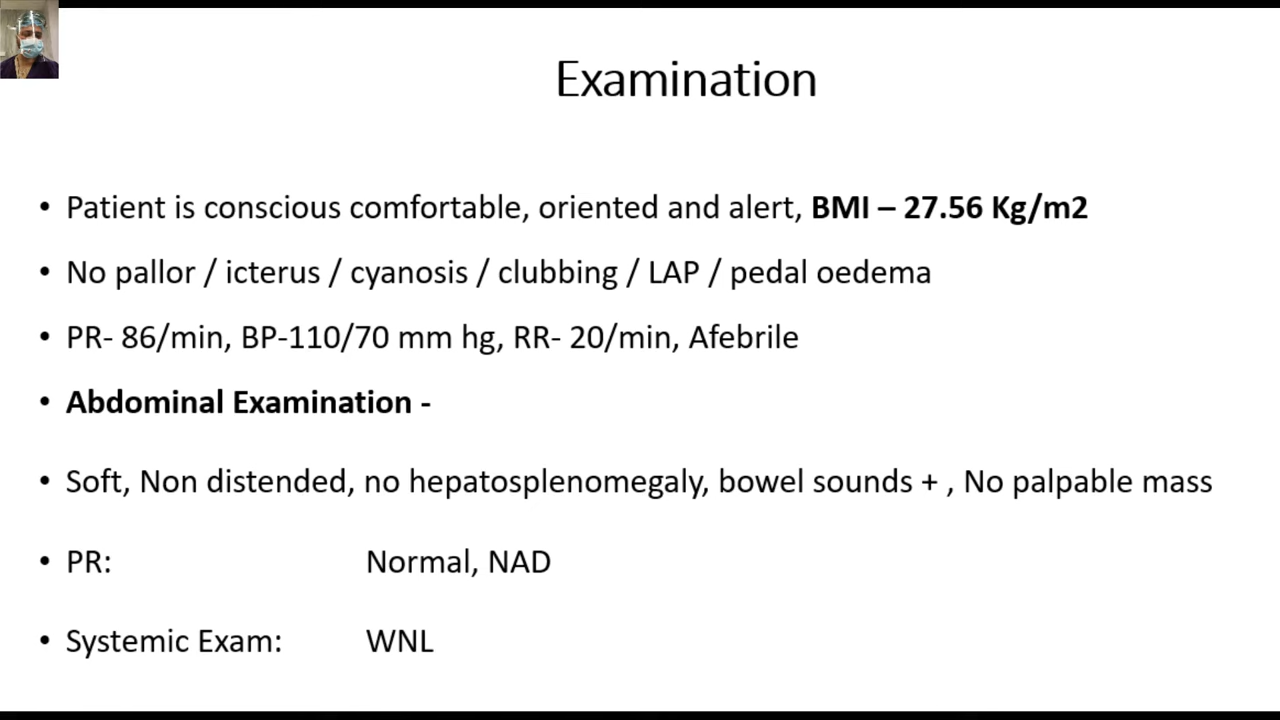 Examination
• Patient is conscious comfortable, oriented and alert, BMI – 27.56 Kg/m2
• No pallor / icterus / cyanosis / clubbing / LAP / pedal oedema
• PR- 86/min, BP-110/70 mm hg, RR- 20/min, Afebrile
• Abdominal Examination -
• Soft, Non distended, no hepatosplenomegaly, bowel sounds + , No palpable mass
• PR: Normal, NAD
• Systemic Exam: WNL